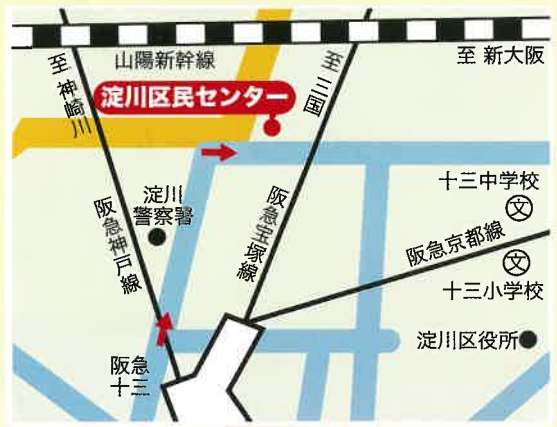 山陽新幹線
至 新大阪
至 神崎川
淀川区民センター
至 三国
十三中学校
文
淀川
警察署
阪急神戸線
阪急宝塚線
阪急京都線
文
十三小学校
淀川区役所
阪急
十三